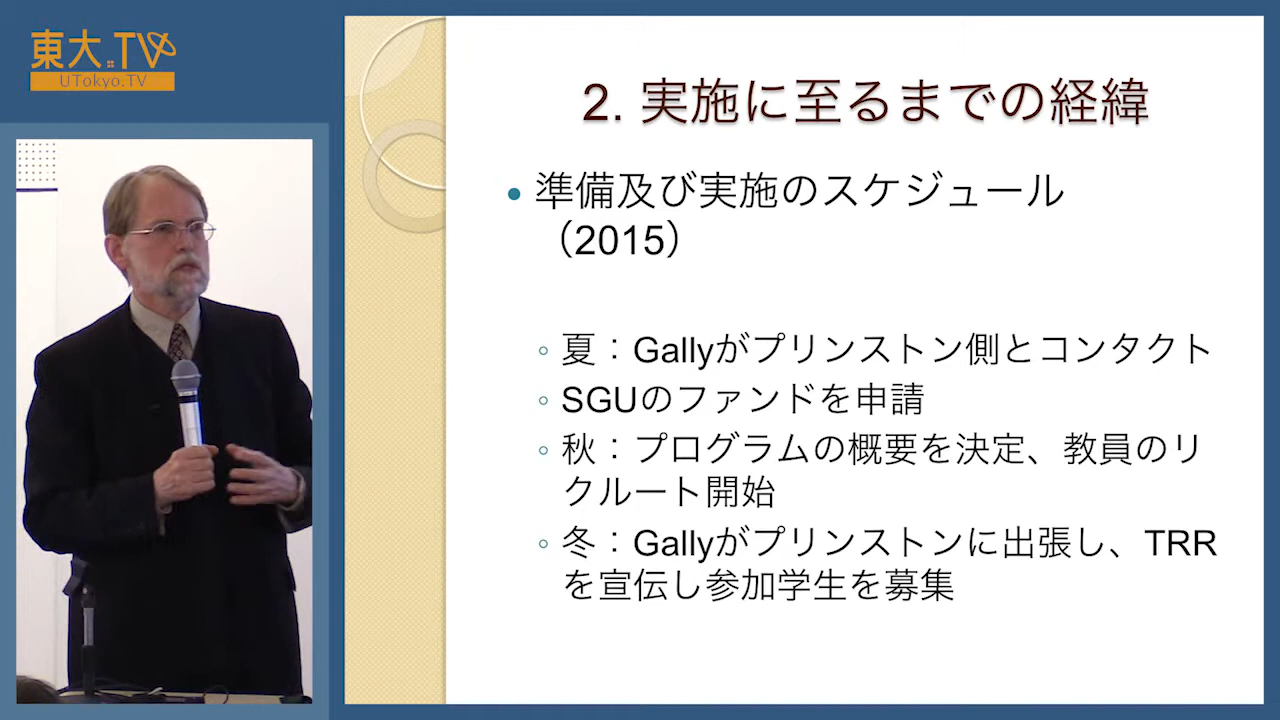 東大.TV
UTokyo.TV
2. 実施に至るまでの経緯
• 準備及び実施のスケジュール
（2015）
◦ 夏：Gallyがプリンストン側とコンタクト
◦ SGUのファンドを申請
◦ 秋：プログラムの概要を決定、教員のリ
クルート開始
◦ 冬：Gallyがプリンストンに出張し、TRR
を宣伝し参加学生を募集